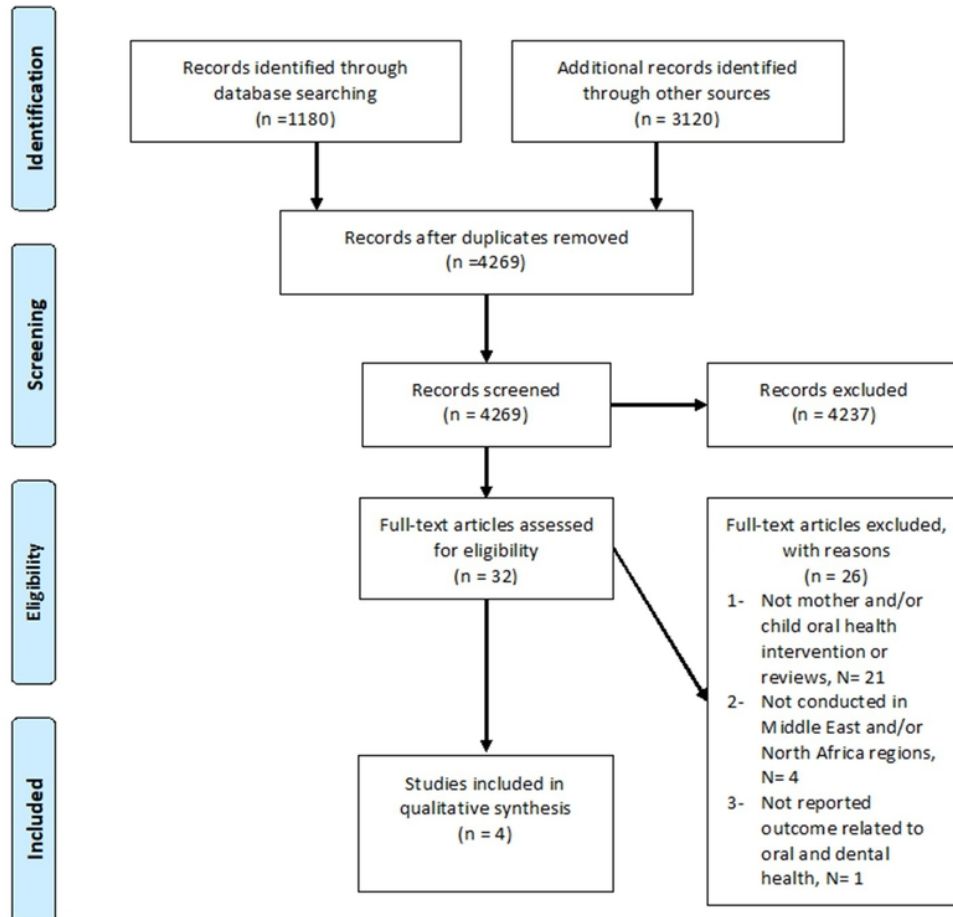 Identification
Records identified through
database searching
(n =1180)
Additional records identified
through other sources
(n = 3120)
Records after duplicates removed
(n =4269)
Screening
Records screened
(n = 4269)
Records excluded
(n = 4237)
Eligibility
Full-text articles assessed
for eligibility
(n = 32)
Full-text articles excluded,
with reasons
(n = 26)
1- Not mother and/or
child oral health
intervention or
reviews, N= 21
2- Not conducted in
Middle East and/or
North Africa regions,
N= 4
3- Not reported
outcome related to
oral and dental
health, N= 1
Included
Studies included in
qualitative synthesis
(n = 4)